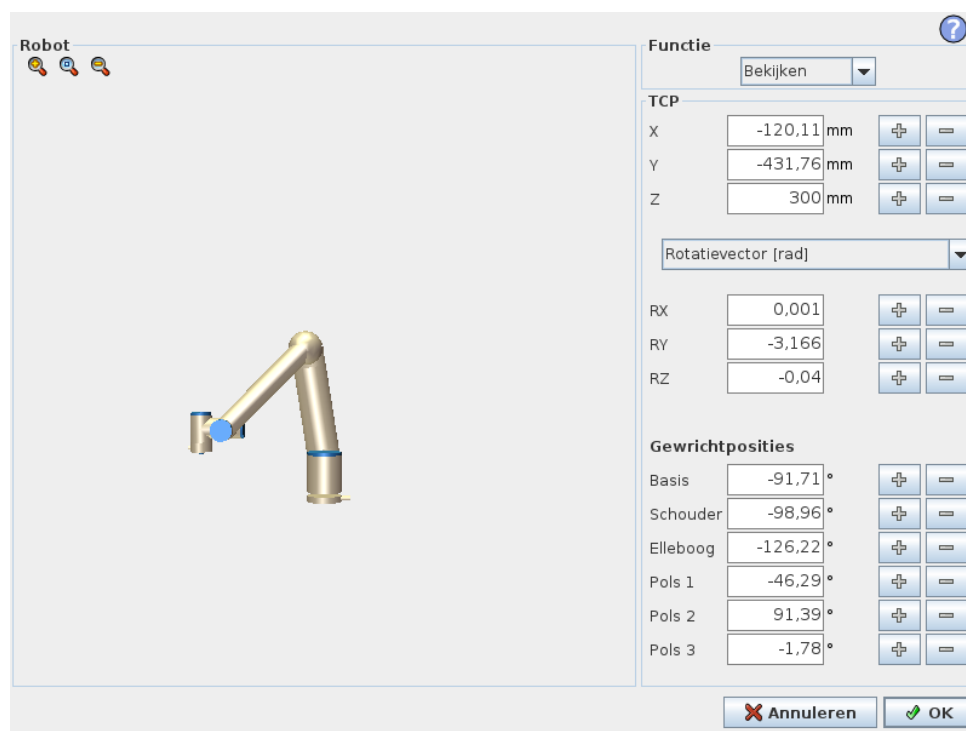 ?
Robot
Functie
Bekijken
TCP
X -120,11 mm
Y -431,76 mm
Z 300 mm
Rotatievector [rad]
RX 0,001
RY -3,166
RZ -0,04
Gewrichtposities
Basis -91,71 °
Schouder -98,96 °
Elleboog -126,22 °
Pols 1 -46,29 °
Pols 2 91,39 °
Pols 3 -1,78 °
Annuleren OK